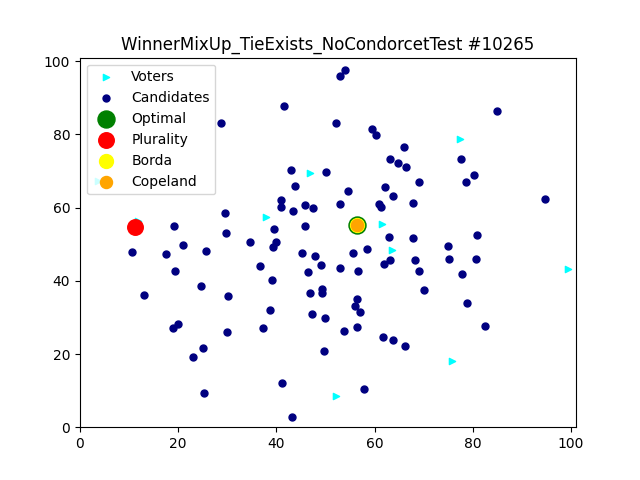 WinnerMixUp_TieExists_NoCondorcetTest #10265
Voters
Candidates
Optimal
Plurality
Borda
Copeland
100
80
60
40
20
0
0 20 40 60 80 100